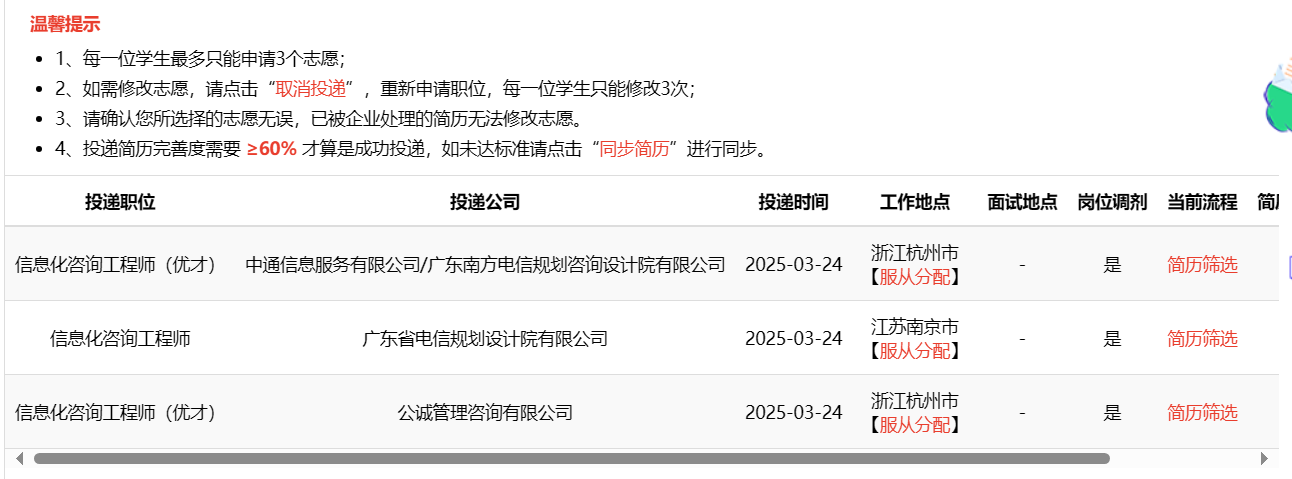 温馨提示
1、每一位学生最多只能申请3个志愿；
2、如需修改志愿，请点击“取消投递”，重新申请职位，每一位学生只能修改3次；
3、请确认您所选择的志愿无误，已被企业处理的简历无法修改志愿。
4、投递简历完善度需要 ≥60% 才算是成功投递，如未达标准请点击“同步简历”进行同步。
投递职位 投递公司 投递时间 工作地点 面试地点 岗位调剂 当前流程 简
信息化咨询工程师（优才） 中通信息服务有限公司/广东南方电信规划咨询设计院有限公司 2025-03-24 浙江杭州市 - 是 简历筛选
【服从分配】
信息化咨询工程师 广东省电信规划设计院有限公司 2025-03-24 江苏南京市 - 是 简历筛选
【服从分配】
信息化咨询工程师（优才） 公诚管理咨询有限公司 2025-03-24 浙江杭州市 - 是 简历筛选
【服从分配】